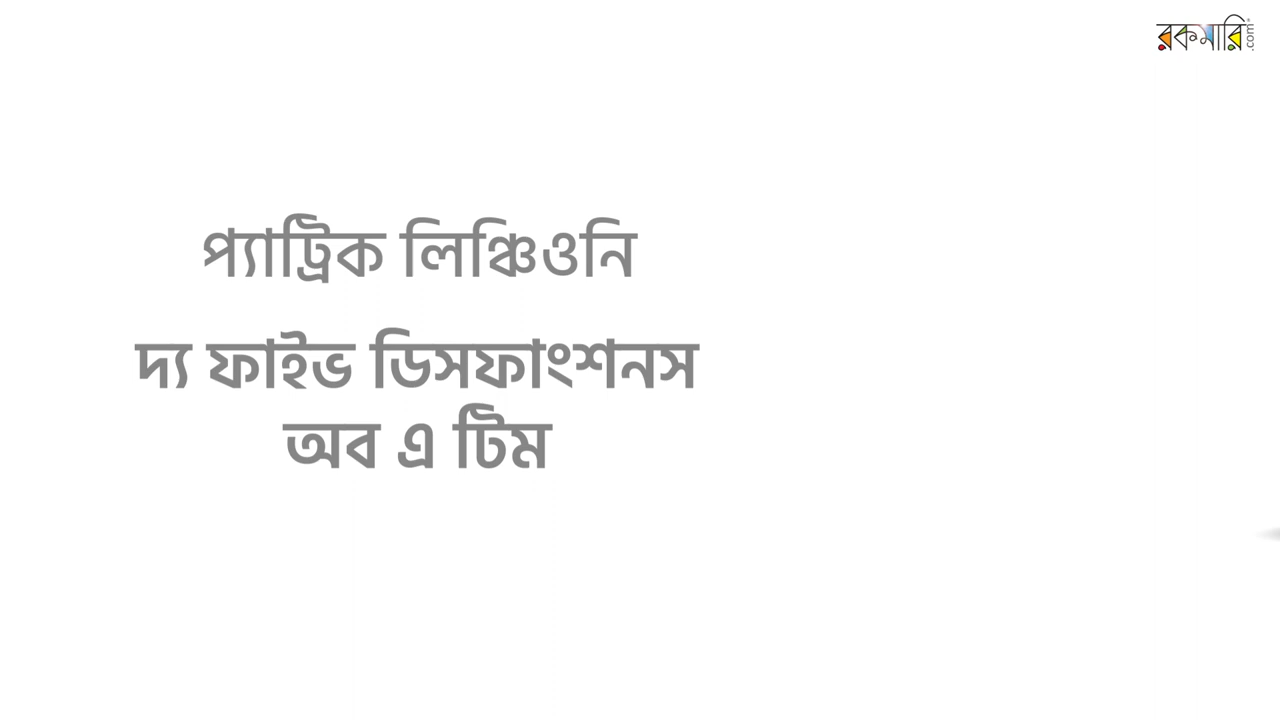 রকমারি.com
প্যাট্রিক লিঞ্চিওনি
দ্য ফাইভ ডিসফাংশনস
অব এ টিম